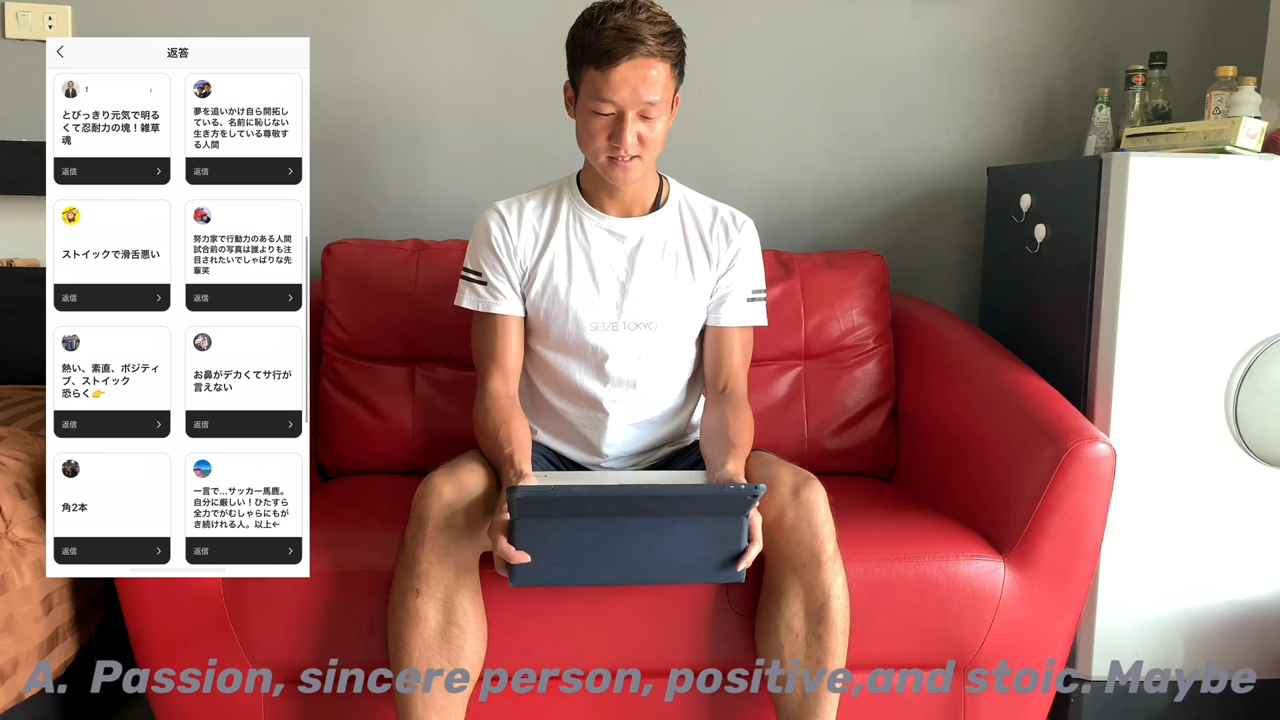 返答
とびっきり元気で明る
くて忍耐力の塊！雑草
魂
返信
夢を追いかけ自ら開拓し
ている、名前に恥じない
生き方をしている尊敬す
る人間
返信
ストイックで滑舌悪い
返信
努力家で行動力のある人間
試合前の写真は誰よりも注
目されたいでしゃばりな先
輩笑
返信
熱い、素直、ポジティ
ブ、ストイック
恐らく👉
返信
お鼻がデカくてサ行が
言えない
返信
角2本
返信
一言で...サッカー馬鹿。
自分に厳しい！ひたすら
全力でがむしゃらにもが
き続けれる人。以上←
返信
SEIZE TOKYO
A. Passion, sincere person, positive,and stoic. Maybe